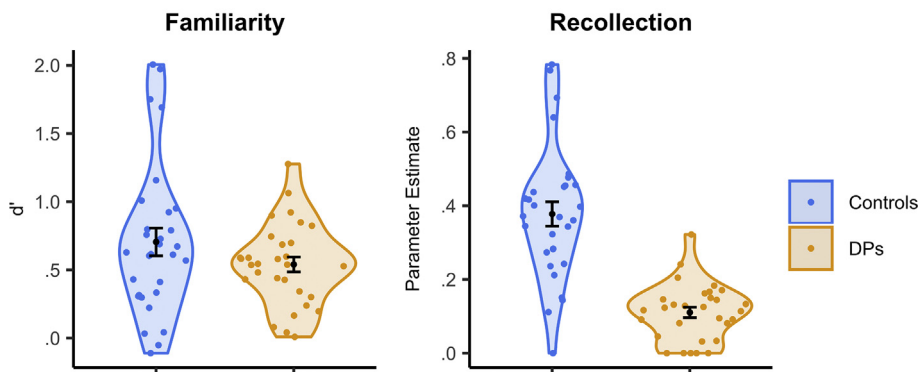 Familiarity
d'
2.0
1.5
1.0
.5
.0
Recollection
Parameter Estimate
.8
.6
.4
.2
.0
Controls
DPs